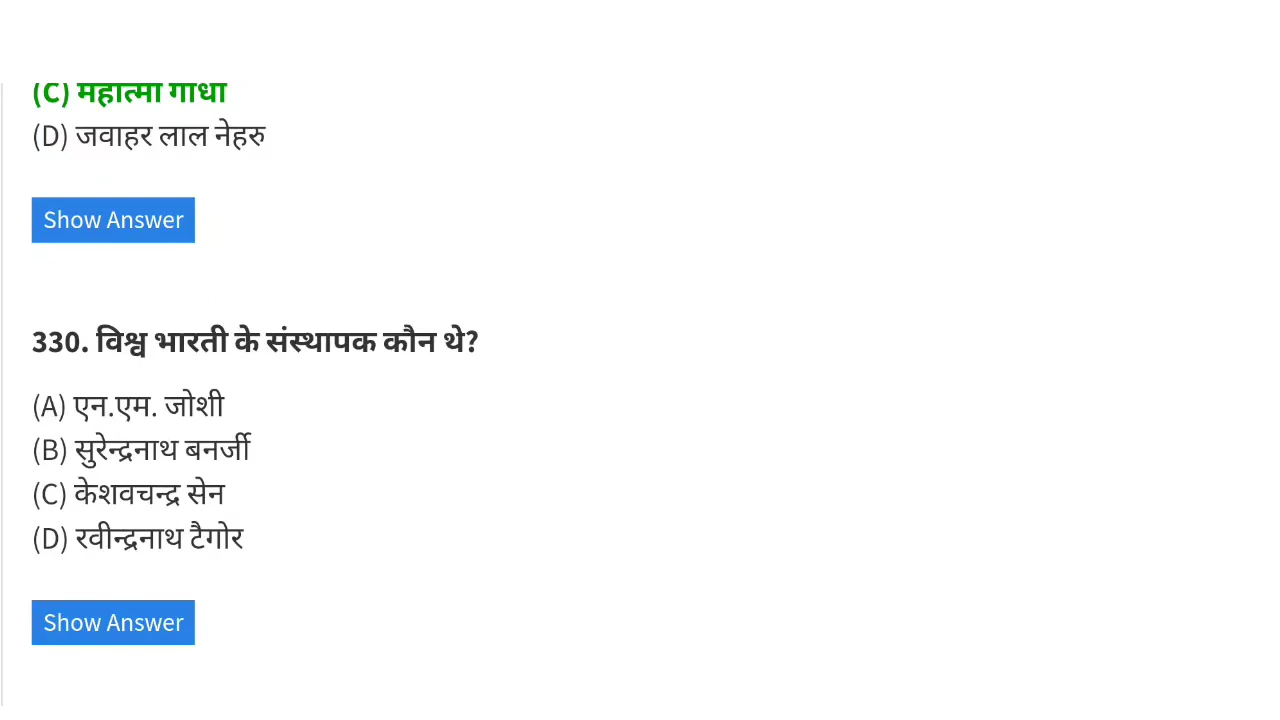 (C) महात्मा गांधी
(D) जवाहर लाल नेहरु
Show Answer
330. विश्व भारती के संस्थापक कौन थे?
(A) एन.एम. जोशी
(B) सुरेन्द्रनाथ बनर्जी
(C) केशवचन्द्र सेन
(D) रवीन्द्रनाथ टैगोर
Show Answer